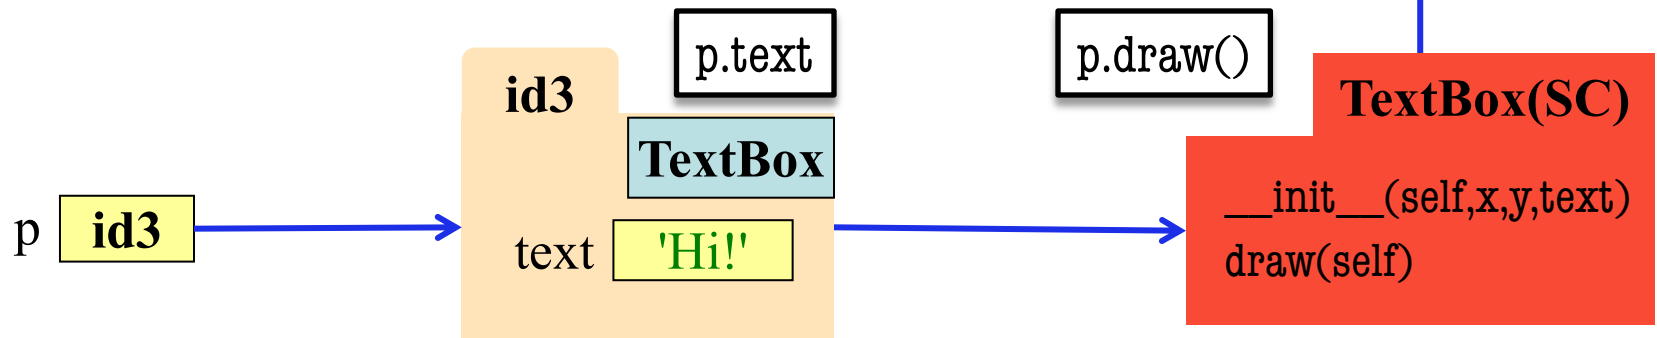 p.text
p.draw()
id3
TextBox(SC)
TextBox
p id3
text 'Hi!'
__init__(self,x,y,text)
draw(self)